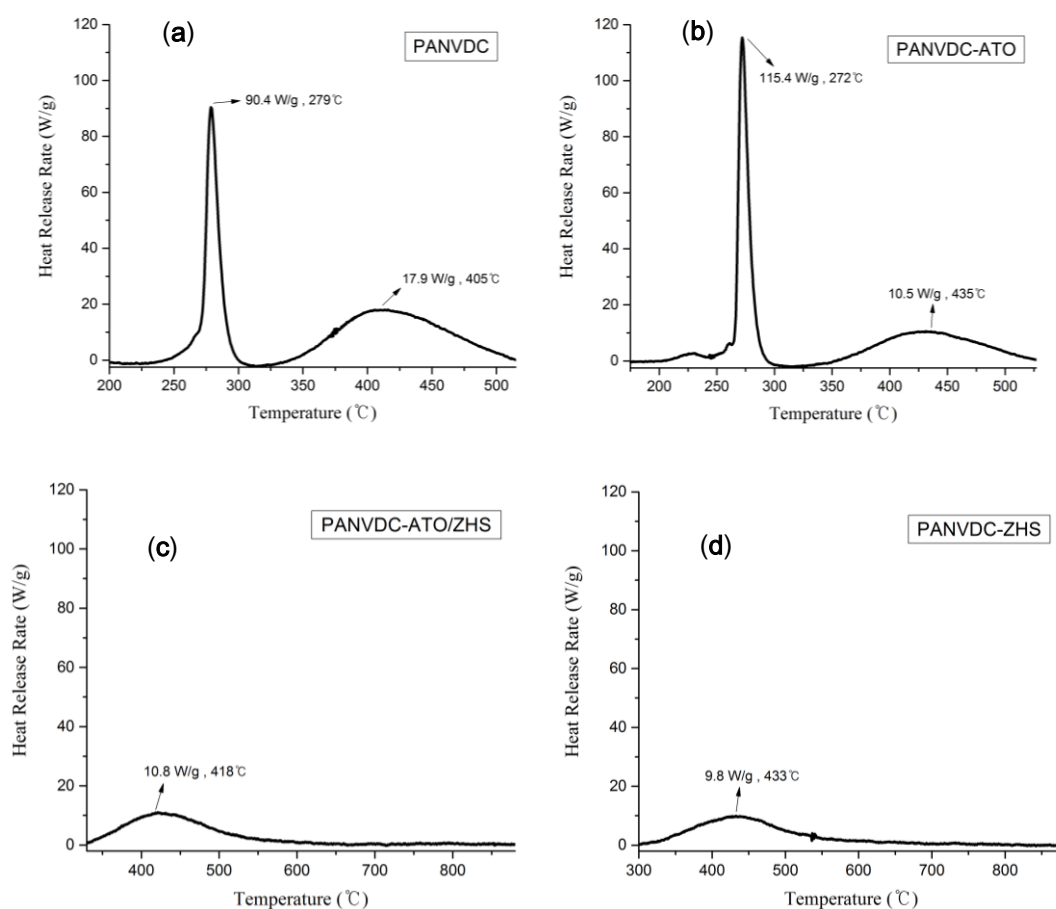 (a)
PANVDC
90.4 W/g , 279℃
17.9 W/g , 405℃
Heat Release Rate (W/g)
120
100
80
60
40
20
0
200 250 300 350 400 450 500
Temperature (℃)
(b)
PANVDC-ATO
115.4 W/g , 272℃
10.5 W/g , 435℃
Heat Release Rate (W/g)
120
100
80
60
40
20
0
200 250 300 350 400 450 500
Temperature (℃)
(c)
PANVDC-ATO/ZHS
10.8 W/g , 418℃
Heat Release Rate (W/g)
120
100
80
60
40
20
0
400 500 600 700 800
Temperature (℃)
(d)
PANVDC-ZHS
9.8 W/g , 433℃
Heat Release Rate (W/g)
120
100
80
60
40
20
0
300 400 500 600 700 800
Temperature (℃)